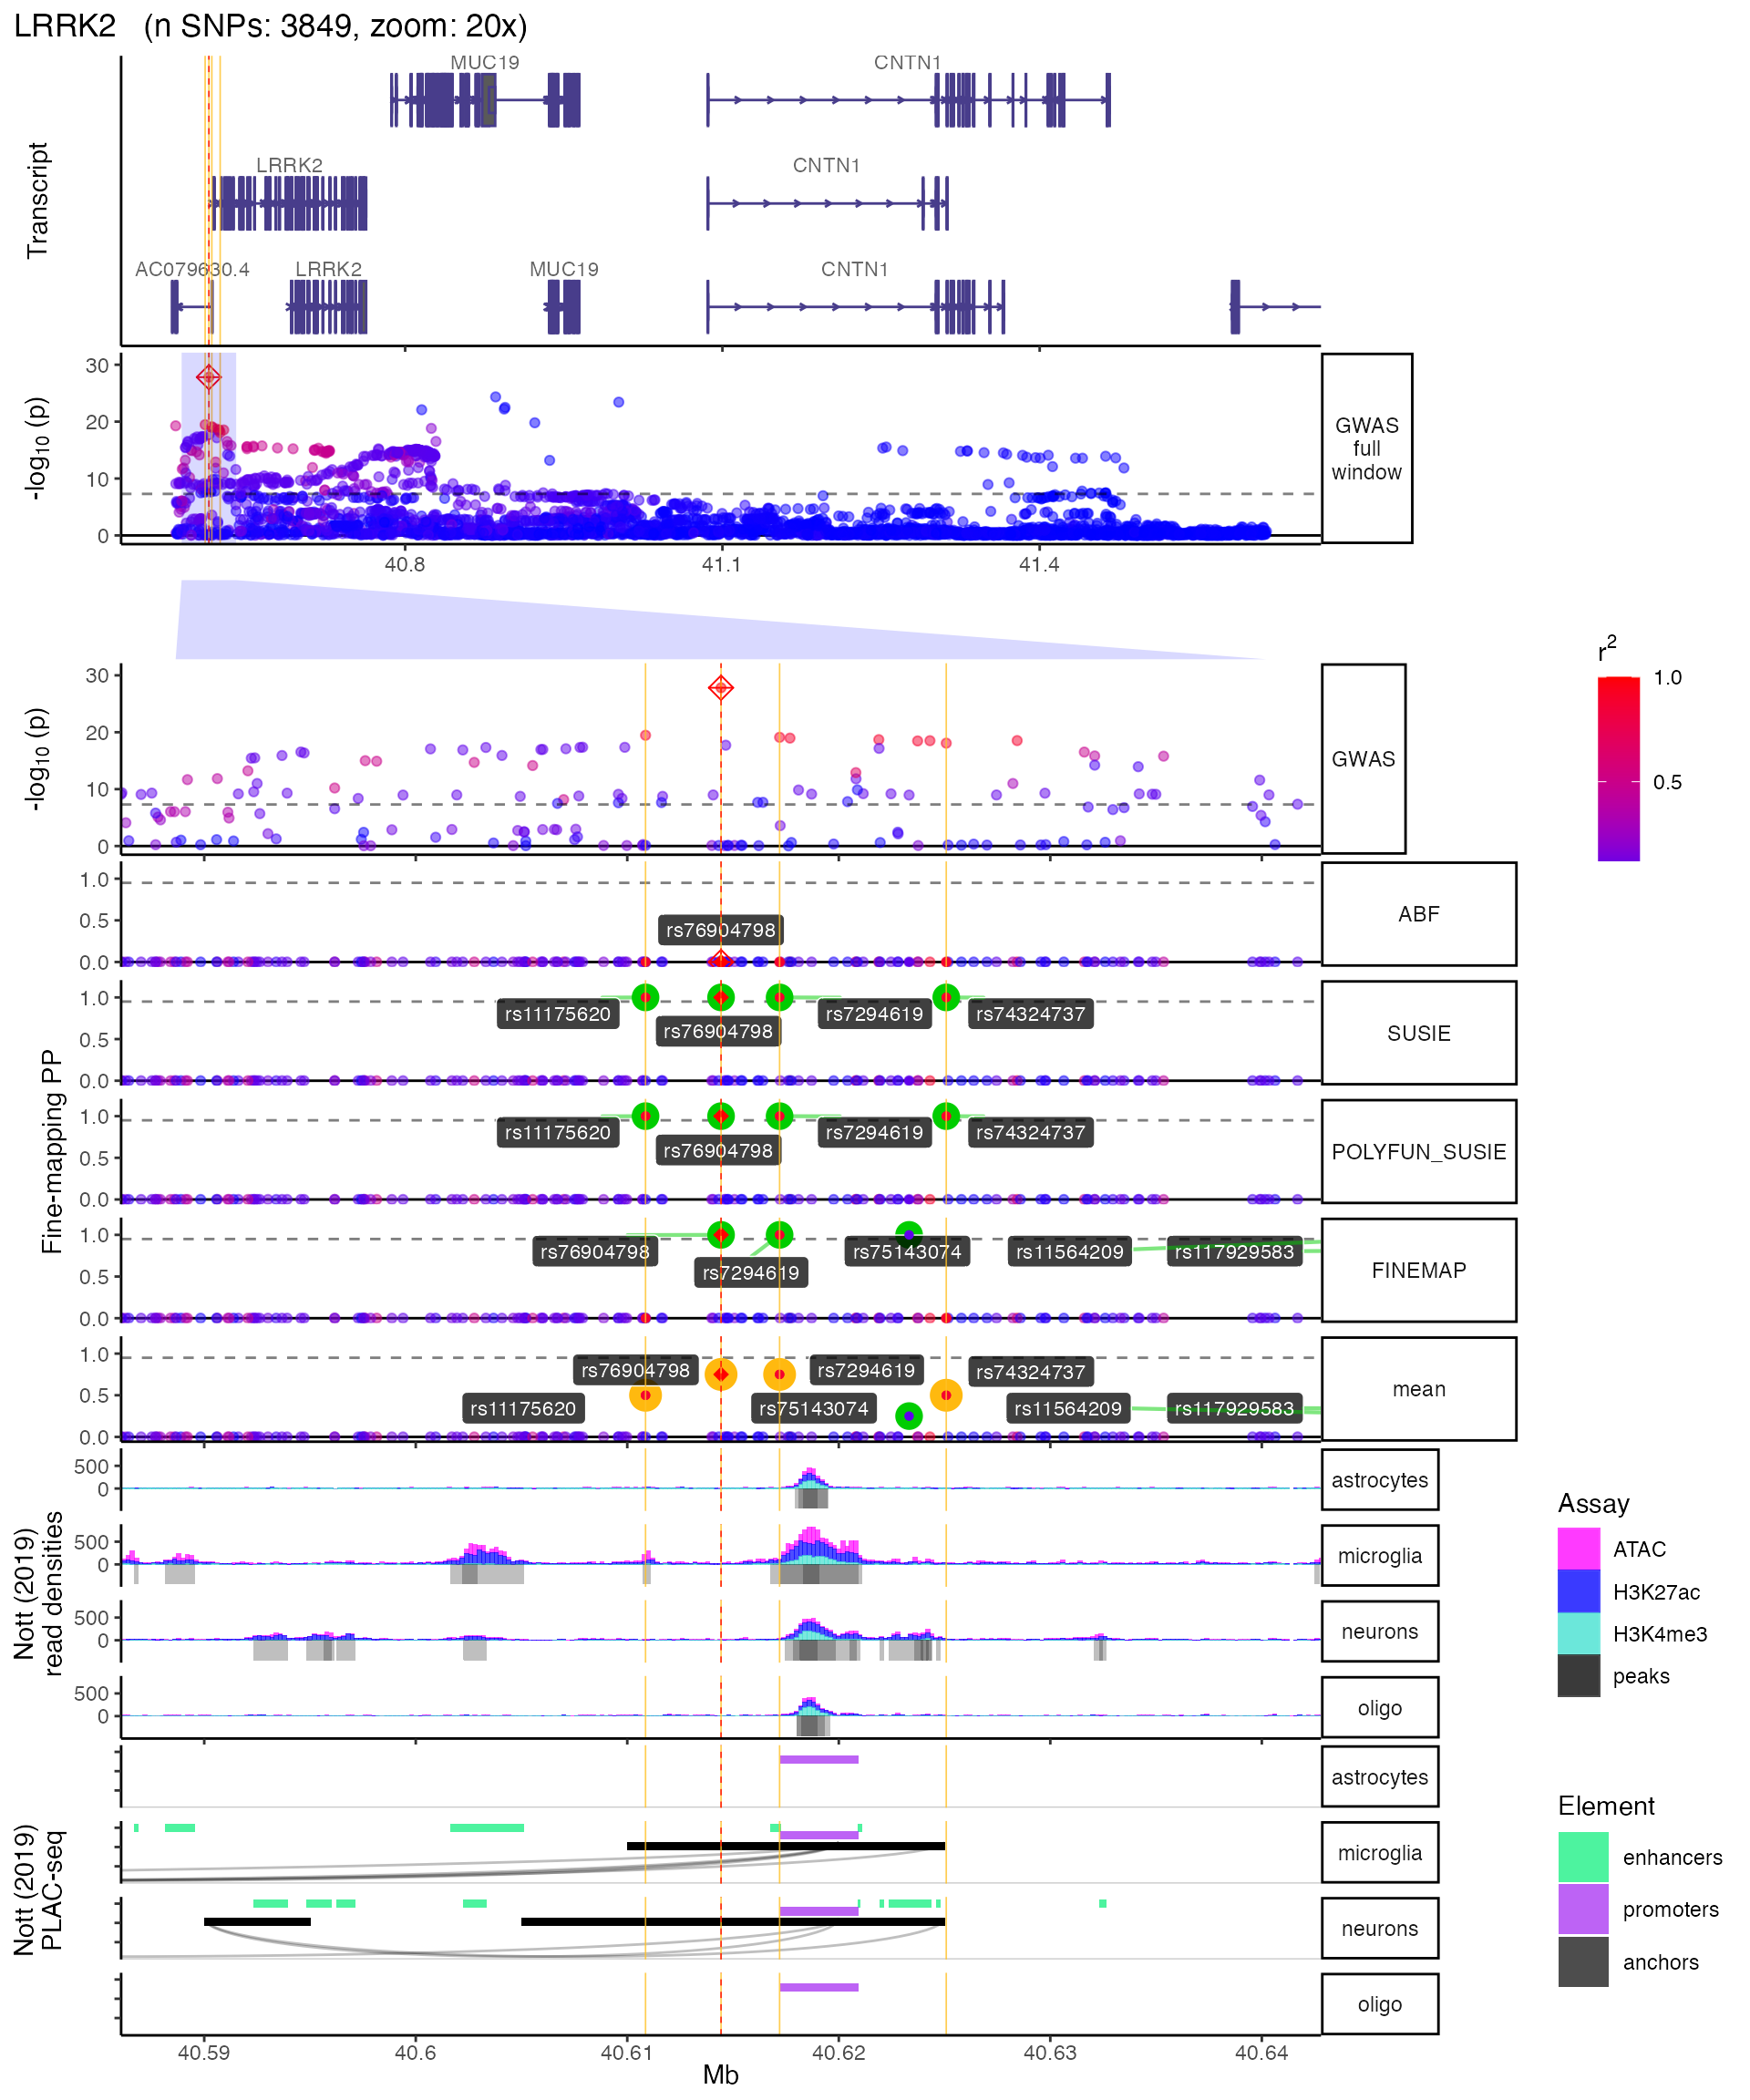 LRRK2 (n SNPs: 3849, zoom: 20x)
Transcript
MUC19
CNTN1
LRRK2
CNTN1
AC079630.4
LRRK2
MUC19
CNTN1
-log10 (p)
30
20
10
0
GWAS
full
window
40.8
41.1
41.4
r2
1.0
0.5
-log10 (p)
30
20
10
0
GWAS
Fine-mapping PP
1.0
0.5
0.0
rs76904798
ABF
1.0
0.5
0.0
rs11175620
rs76904798
rs7294619
rs74324737
SUSIE
1.0
0.5
0.0
rs11175620
rs76904798
rs7294619
rs74324737
POLYFUN_SUSIE
1.0
0.5
0.0
rs76904798
rs7294619
rs75143074
rs11564209
rs117929583
FINEMAP
1.0
0.5
0.0
rs76904798
rs7294619
rs74324737
rs11175620
rs75143074
rs11564209
rs117929583
mean
Nott (2019)
read densities
500
0
astrocytes
500
0
microglia
500
0
neurons
500
0
oligo
Assay
ATAC
H3K27ac
H3K4me3
peaks
Nott (2019)
PLAC-seq
astrocytes
microglia
neurons
oligo
Element
enhancers
promoters
anchors
40.59
40.6
40.61
40.62
40.63
40.64
Mb